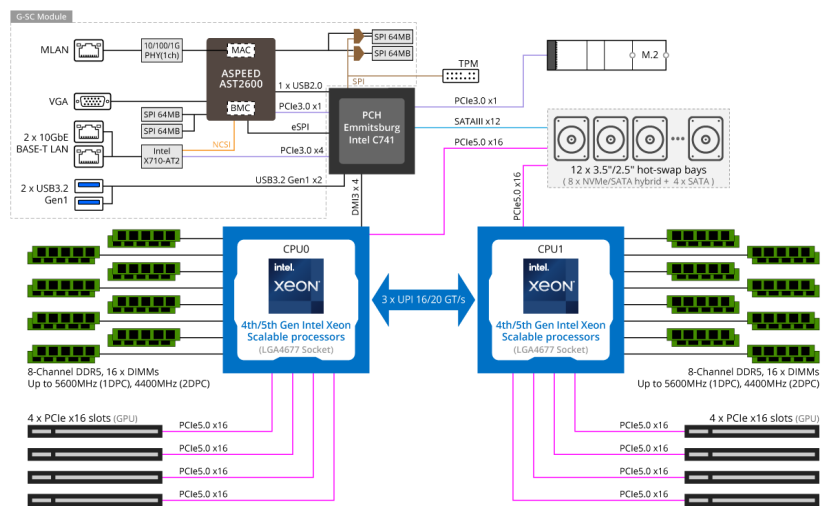 G-SC Module
MLAN
10/100/1G
PHY(1ch)
MAC
ASPEED
AST2600
BMC
SPI 64MB
SPI 64MB
SPI
TPM
M.2
VGA
SPI 64MB
SPI 64MB
1 x USB2.0
PCIe3.0 x1
eSPI
NCSI
PCIe3.0 x4
PCH
Emmitsburg
Intel C741
PCIe3.0 x1
SATAIII x12
PCIe5.0 x16
2 x 10GbE
BASE-T LAN
Intel
X710-AT2
2 x USB3.2
Gen1
USB3.2 Gen1 x2
DMI3 x 4
PCIe5.0 x16
12 x 3.5"/2.5" hot-swap bays
( 8 x NVMe/SATA hybrid + 4 x SATA )
CPU0
intel.
XEON
4th/5th Gen Intel Xeon
Scalable processors
(LGA4677 Socket)
3 x UPI 16/20 GT/s
CPU1
intel.
XEON
4th/5th Gen Intel Xeon
Scalable processors
(LGA4677 Socket)
8-Channel DDR5, 16 x DIMMs
Up to 5600MHz (1DPC), 4400MHz (2DPC)
8-Channel DDR5, 16 x DIMMs
Up to 5600MHz (1DPC), 4400MHz (2DPC)
4 x PCIe x16 slots (GPU)
PCIe5.0 x16
PCIe5.0 x16
PCIe5.0 x16
PCIe5.0 x16
4 x PCIe x16 slots (GPU)
PCIe5.0 x16
PCIe5.0 x16
PCIe5.0 x16
PCIe5.0 x16